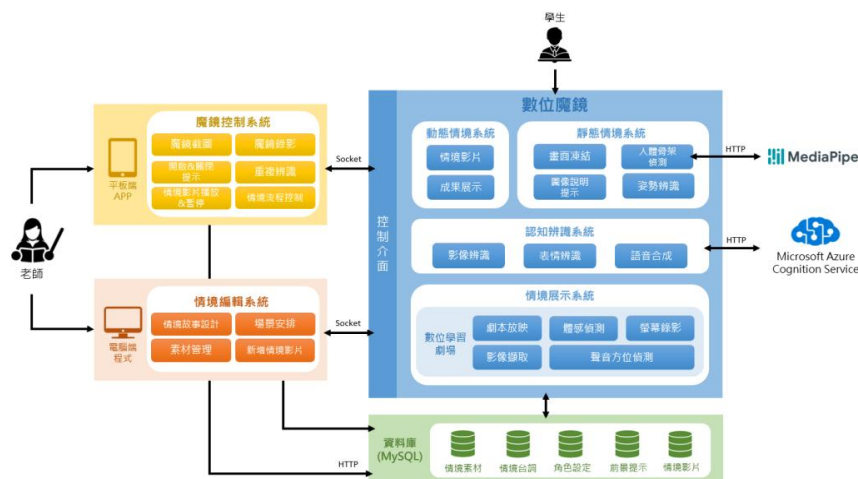 學生
魔鏡控制系統
魔鏡截圖
魔鏡錄影
開啟&關閉
提示
重複辨識
情境影片播放
&暫停
情境流程控制
平板端
APP
Socket
老師
情境編輯系統
情境故事設計
場景安排
素材管理
新增情境影片
電腦端
程式
Socket
控制介面
數位魔鏡
動態情境系統
情境影片
成果展示
靜態情境系統
畫面凍結
人體骨架
偵測
圖像說明
提示
姿勢辨識
HTTP
MediaPipe
認知辨識系統
影像辨識
表情辨識
語音合成
HTTP
Microsoft Azure
Cognition Service
情境展示系統
數位學習
劇場
劇本放映
體感偵測
螢幕錄影
影像擷取
聲音方位偵測
HTTP
資料庫
(MySQL)
情境素材
情境台詞
角色設定
前景提示
情境影片